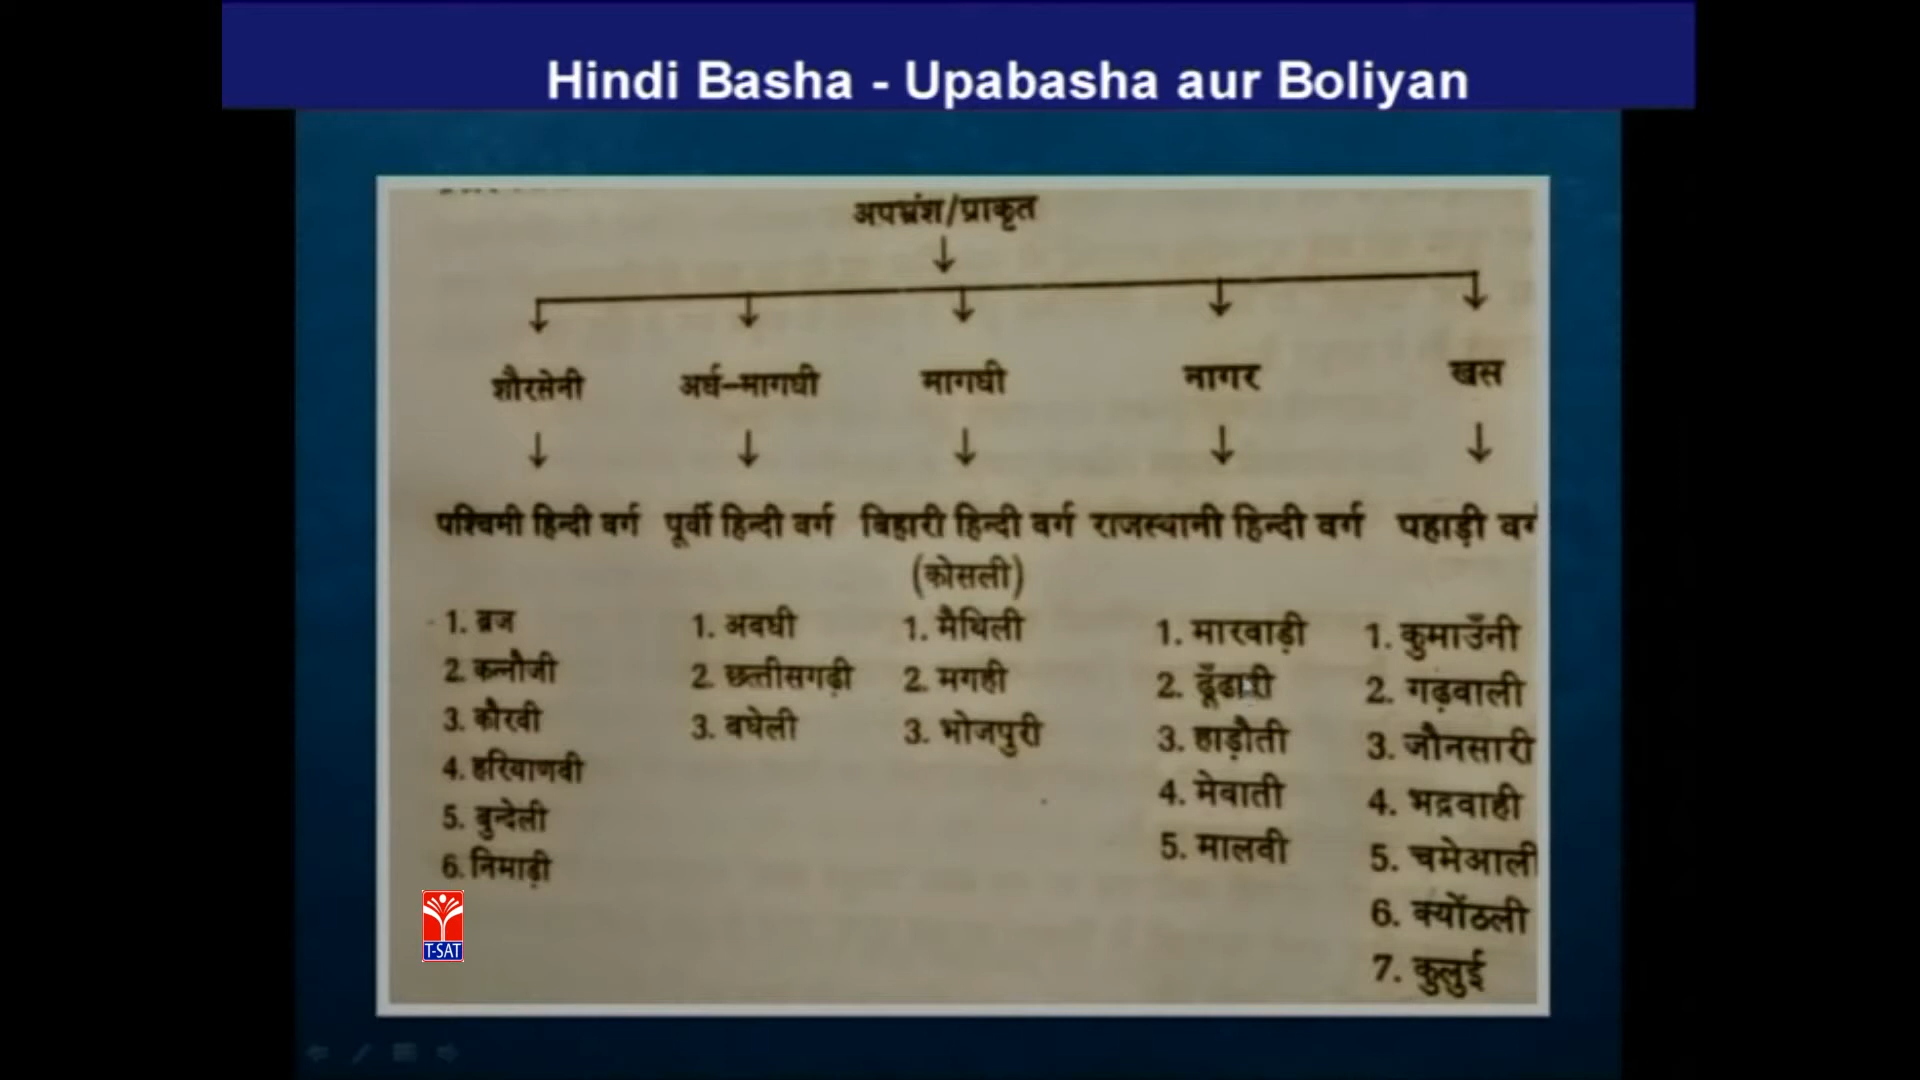 Hindi Basha - Upabasha aur Boliyan
अपभ्रंश/प्राकृत
शौरसेनी अर्ध-मागधी मागधी नागर खस
पश्चिमी हिन्दी वर्ग पूर्वी हिन्दी वर्ग बिहारी हिन्दी वर्ग राजस्थानी हिन्दी वर्ग पहाड़ी वर्ग
(कोसली)
1. ब्रज
2. कन्नौजी
3. कौरवी
4. हरियाणवी
5. बुन्देली
6. निमाड़ी
1. अवधी
2. छत्तीसगढ़ी
3. बघेली
1. मैथिली
2. मगही
3. भोजपुरी
1. मारवाड़ी
2. ढूँढारी
3. हाड़ौती
4. मेवाती
5. मालवी
1. कुमाउँनी
2. गढ़वाली
3. जौनसारी
4. भद्रवाही
5. चमेआली
6. क्योंठली
7. कुलुई
T-SAT